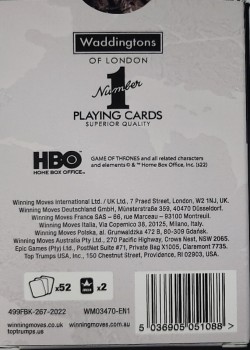 Waddingtons
OF LONDON
Number
1
PLAYING CARDS
SUPERIOR QUALITY
HBO
HOME BOX OFFICE
GAME OF THRONES and all related characters
and elements © & ™ Home Box Office, Inc. (s22)
Winning Moves International Ltd. / UK Ltd., 7 Praed Street, London, W2 1NJ, UK.
Winning Moves Deutschland GmbH, Münsterstraße 359, 40470 Düsseldorf.
Winning Moves France SAS – 66, rue Marceau – 93100 Montreuil.
Winning Moves Italia, Via Copernico 38, 20125, Milano, Italy.
Winning Moves Polska, al. Grunwaldzka 472 B, 80-309 Gdańsk.
Winning Moves Australia Pty Ltd., 270 Pacific Highway, Crows Nest, NSW 2065.
Epic Games (Pty) Limited, Private Bag X1005, Claremont 7735.
Top Trumps USA, Inc., 150 Chestnut Street, Providence, RI 02903, USA.
x52
x2
499FBK-267-2022
WM03470-EN1
winningmoves.co.uk
toptrumps.us
winningmoves.com.au
5 036905 051088 >